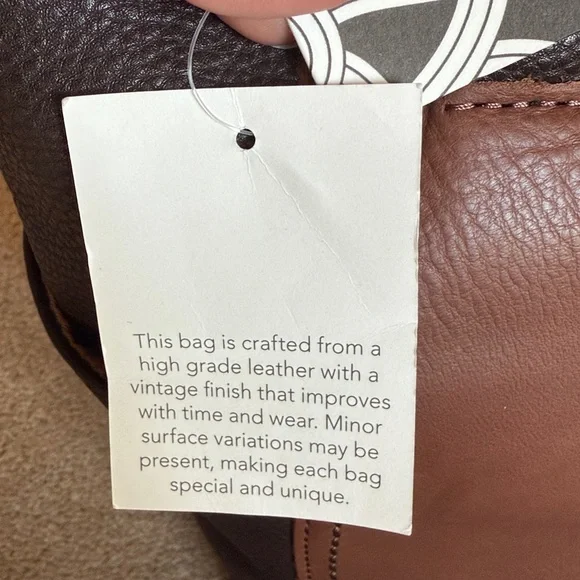 This bag is crafted from a
high grade leather with a
vintage finish that improves
with time and wear. Minor
surface variations may be
present, making each bag
special and unique.